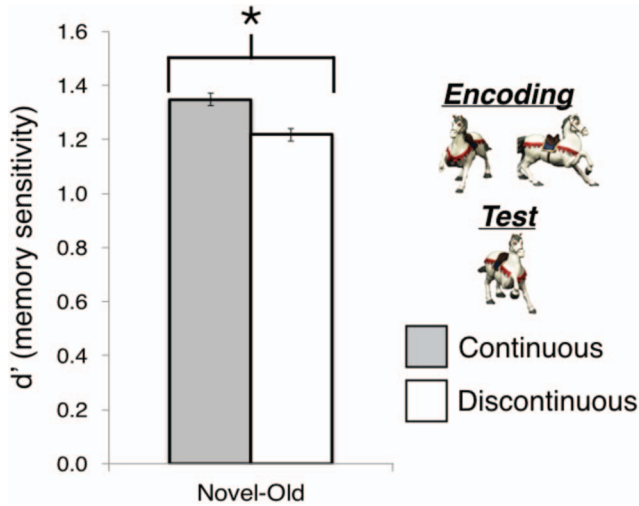 *
1.6
1.4
1.2
1.0
0.8
0.6
0.4
0.2
0.0
d' (memory sensitivity)
Novel-Old
Encoding
Test
Continuous
Discontinuous